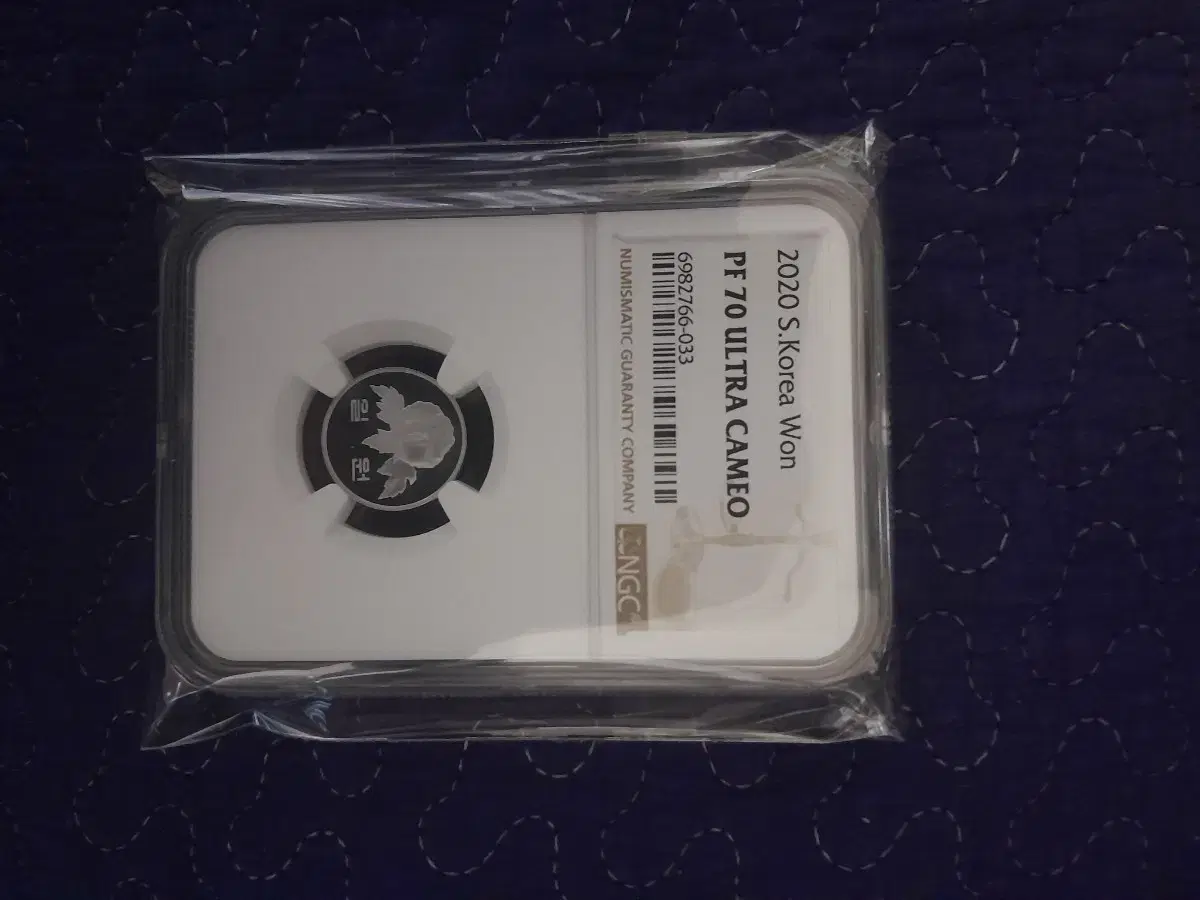 2020 S.Korea Won
PF 70 ULTRA CAMEO
6982766-033
NUMISMATIC GUARANTY COMPANY
NGC
일 원